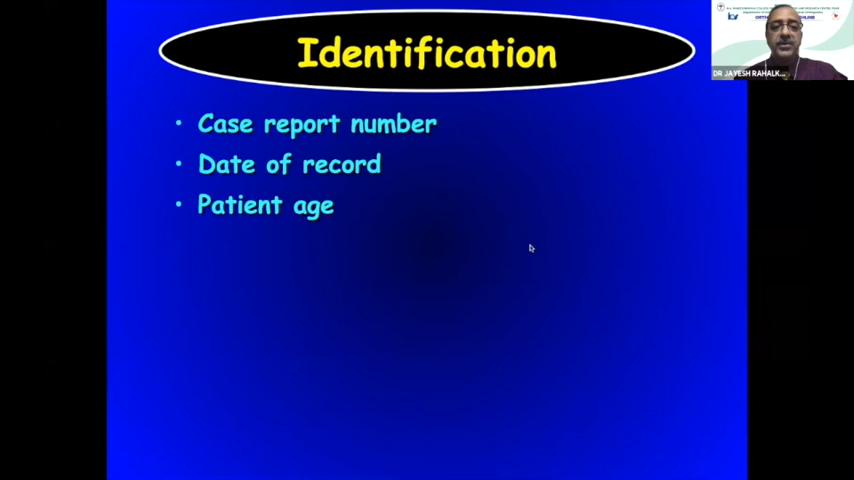 Identification
• Case report number
• Date of record
• Patient age
DR JAYESH RAHALK...